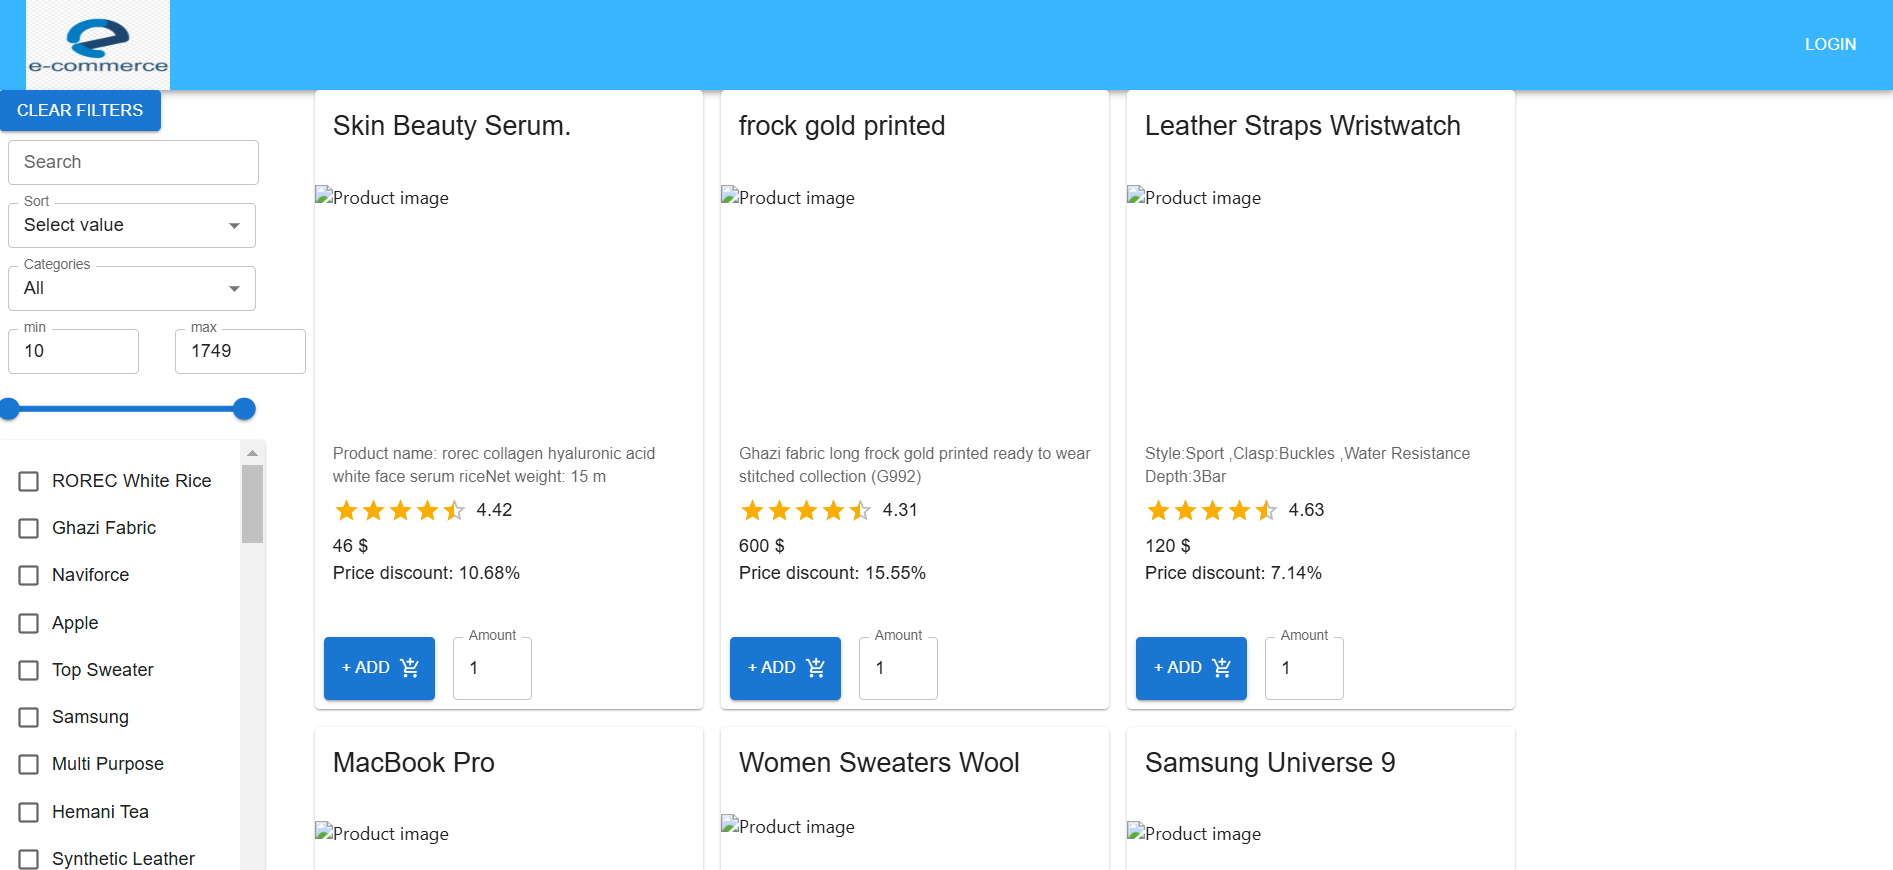 e-commerce
LOGIN
CLEAR FILTERS
Search
Sort
Select value
Categories
All
min
10
max
1749
ROREC White Rice
Ghazi Fabric
Naviforce
Apple
Top Sweater
Samsung
Multi Purpose
Hemani Tea
Synthetic Leather
Skin Beauty Serum.
Product image
Product name: rorec collagen hyaluronic acid
white face serum riceNet weight: 15 m
4.42
46 $
Price discount: 10.68%
+ ADD
Amount
1
frock gold printed
Product image
Ghazi fabric long frock gold printed ready to wear
stitched collection (G992)
4.31
600 $
Price discount: 15.55%
+ ADD
Amount
1
Leather Straps Wristwatch
Product image
Style:Sport ,Clasp:Buckles ,Water Resistance
Depth:3Bar
4.63
120 $
Price discount: 7.14%
+ ADD
Amount
1
MacBook Pro
Product image
Women Sweaters Wool
Product image
Samsung Universe 9
Product image